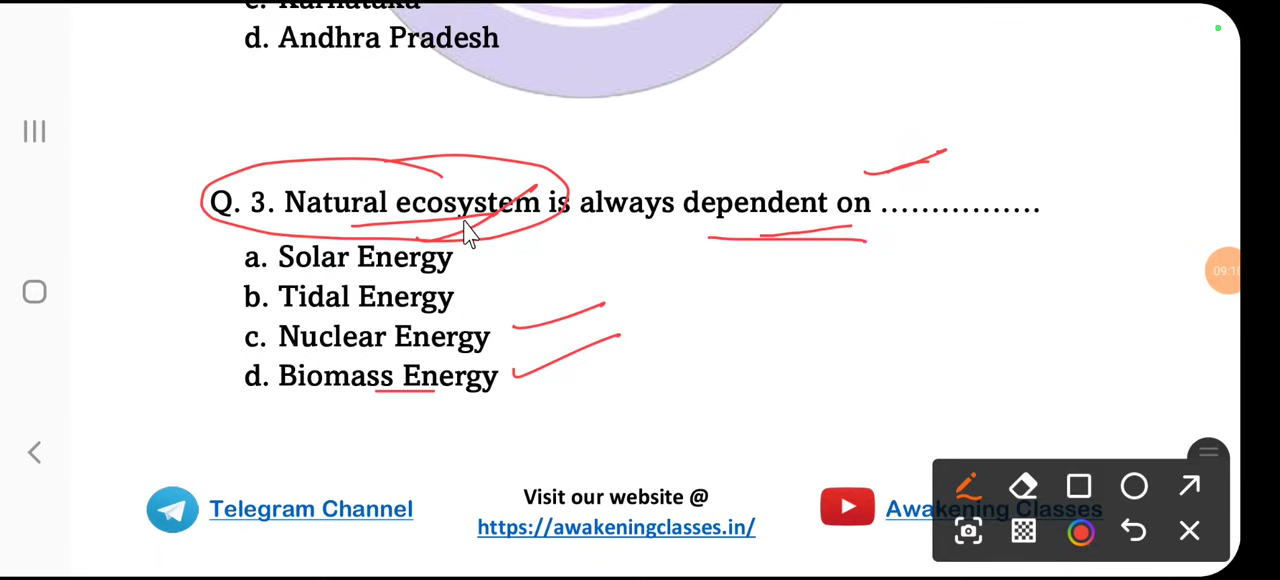 c. Karnataka
d. Andhra Pradesh
Q. 3. Natural ecosystem is always dependent on ................
a. Solar Energy
b. Tidal Energy
c. Nuclear Energy
d. Biomass Energy
Telegram Channel
Visit our website @
https://awakeningclasses.in/
Awakening Classes